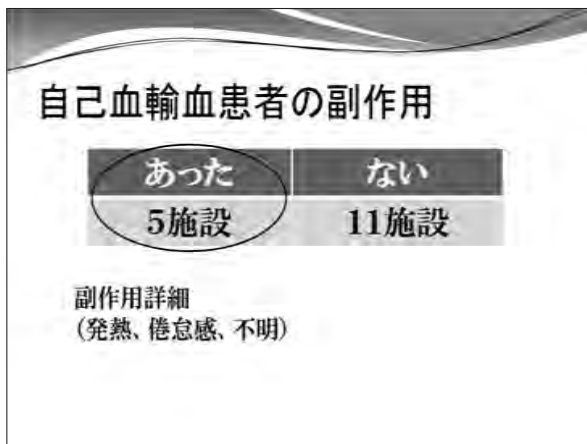 自己血輸血患者の副作用
あった ない
5施設 11施設
副作用詳細
(発熱、倦怠感、不明)